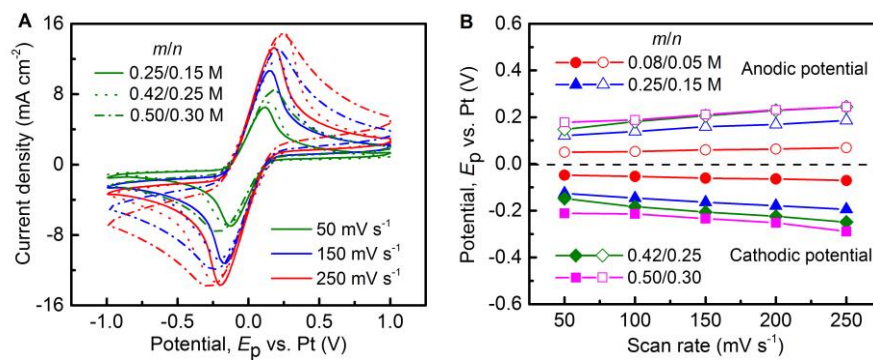 A
Current density (mA cm⁻²)
16
8
0
-8
-16
m/n
0.25/0.15 M
0.42/0.25 M
0.50/0.30 M
50 mV s⁻¹
150 mV s⁻¹
250 mV s⁻¹
-1.0 -0.5 0.0 0.5 1.0
Potential, Eₚ vs. Pt (V)
B
Potential, Eₚ vs. Pt (V)
0.6
0.4
0.2
0.0
-0.2
-0.4
-0.6
m/n
0.08/0.05 M
0.25/0.15 M
Anodic potential
0.42/0.25
0.50/0.30
Cathodic potential
50 100 150 200 250
Scan rate (mV s⁻¹)